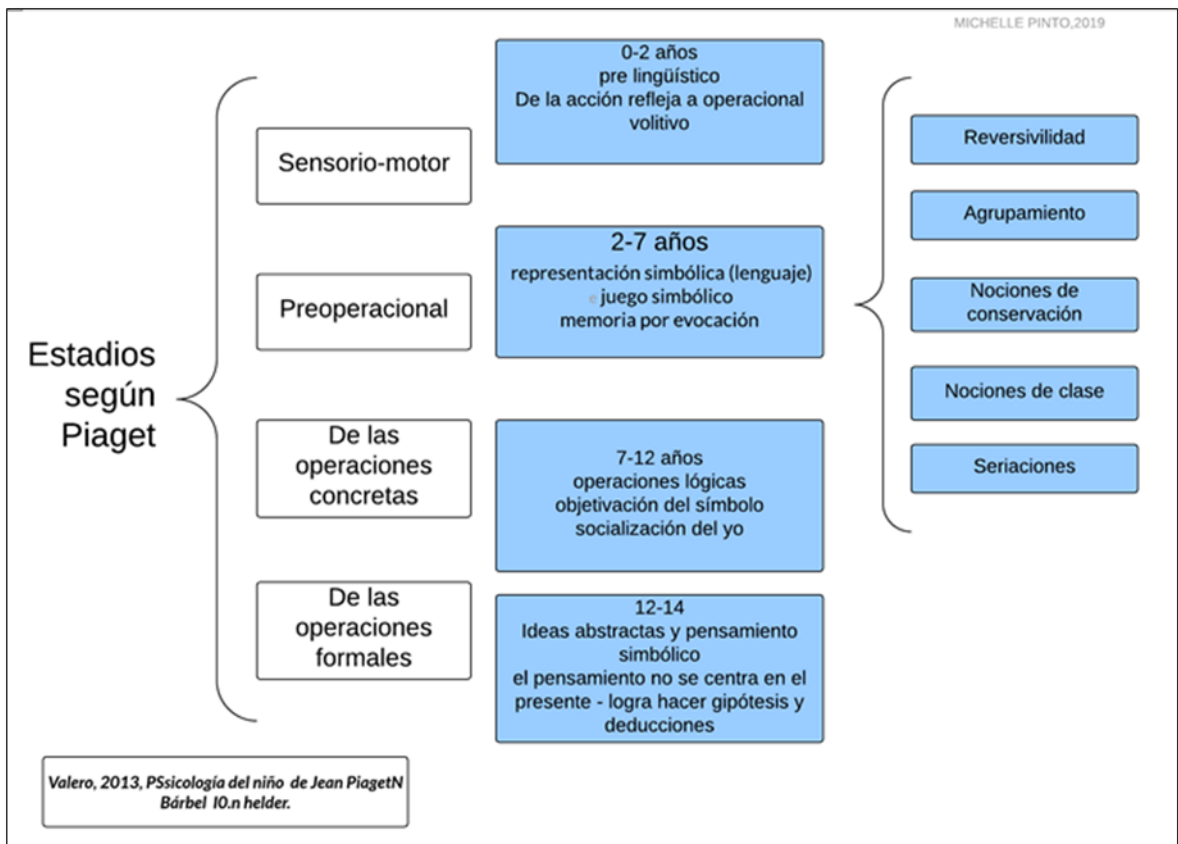 MICHELLE PINTO,2019
Estadios
según
Piaget
Sensorio-motor
0-2 años
pre lingüístico
De la acción refleja a operacional
volitivo
Preoperacional
2-7 años
representación simbólica (lenguaje)
e juego simbólico
memoria por evocación
De las
operaciones
concretas
7-12 años
operaciones lógicas
objetivación del símbolo
socialización del yo
De las
operaciones
formales
12-14
Ideas abstractas y pensamiento
simbólico
el pensamiento no se centra en el
presente - logra hacer gipótesis y
deducciones
Reversivilidad
Agrupamiento
Nociones de
conservación
Nociones de clase
Seriaciones
Valero, 2013, PSsicología del niño de Jean PiagetN
Bárbel I0.n helder.